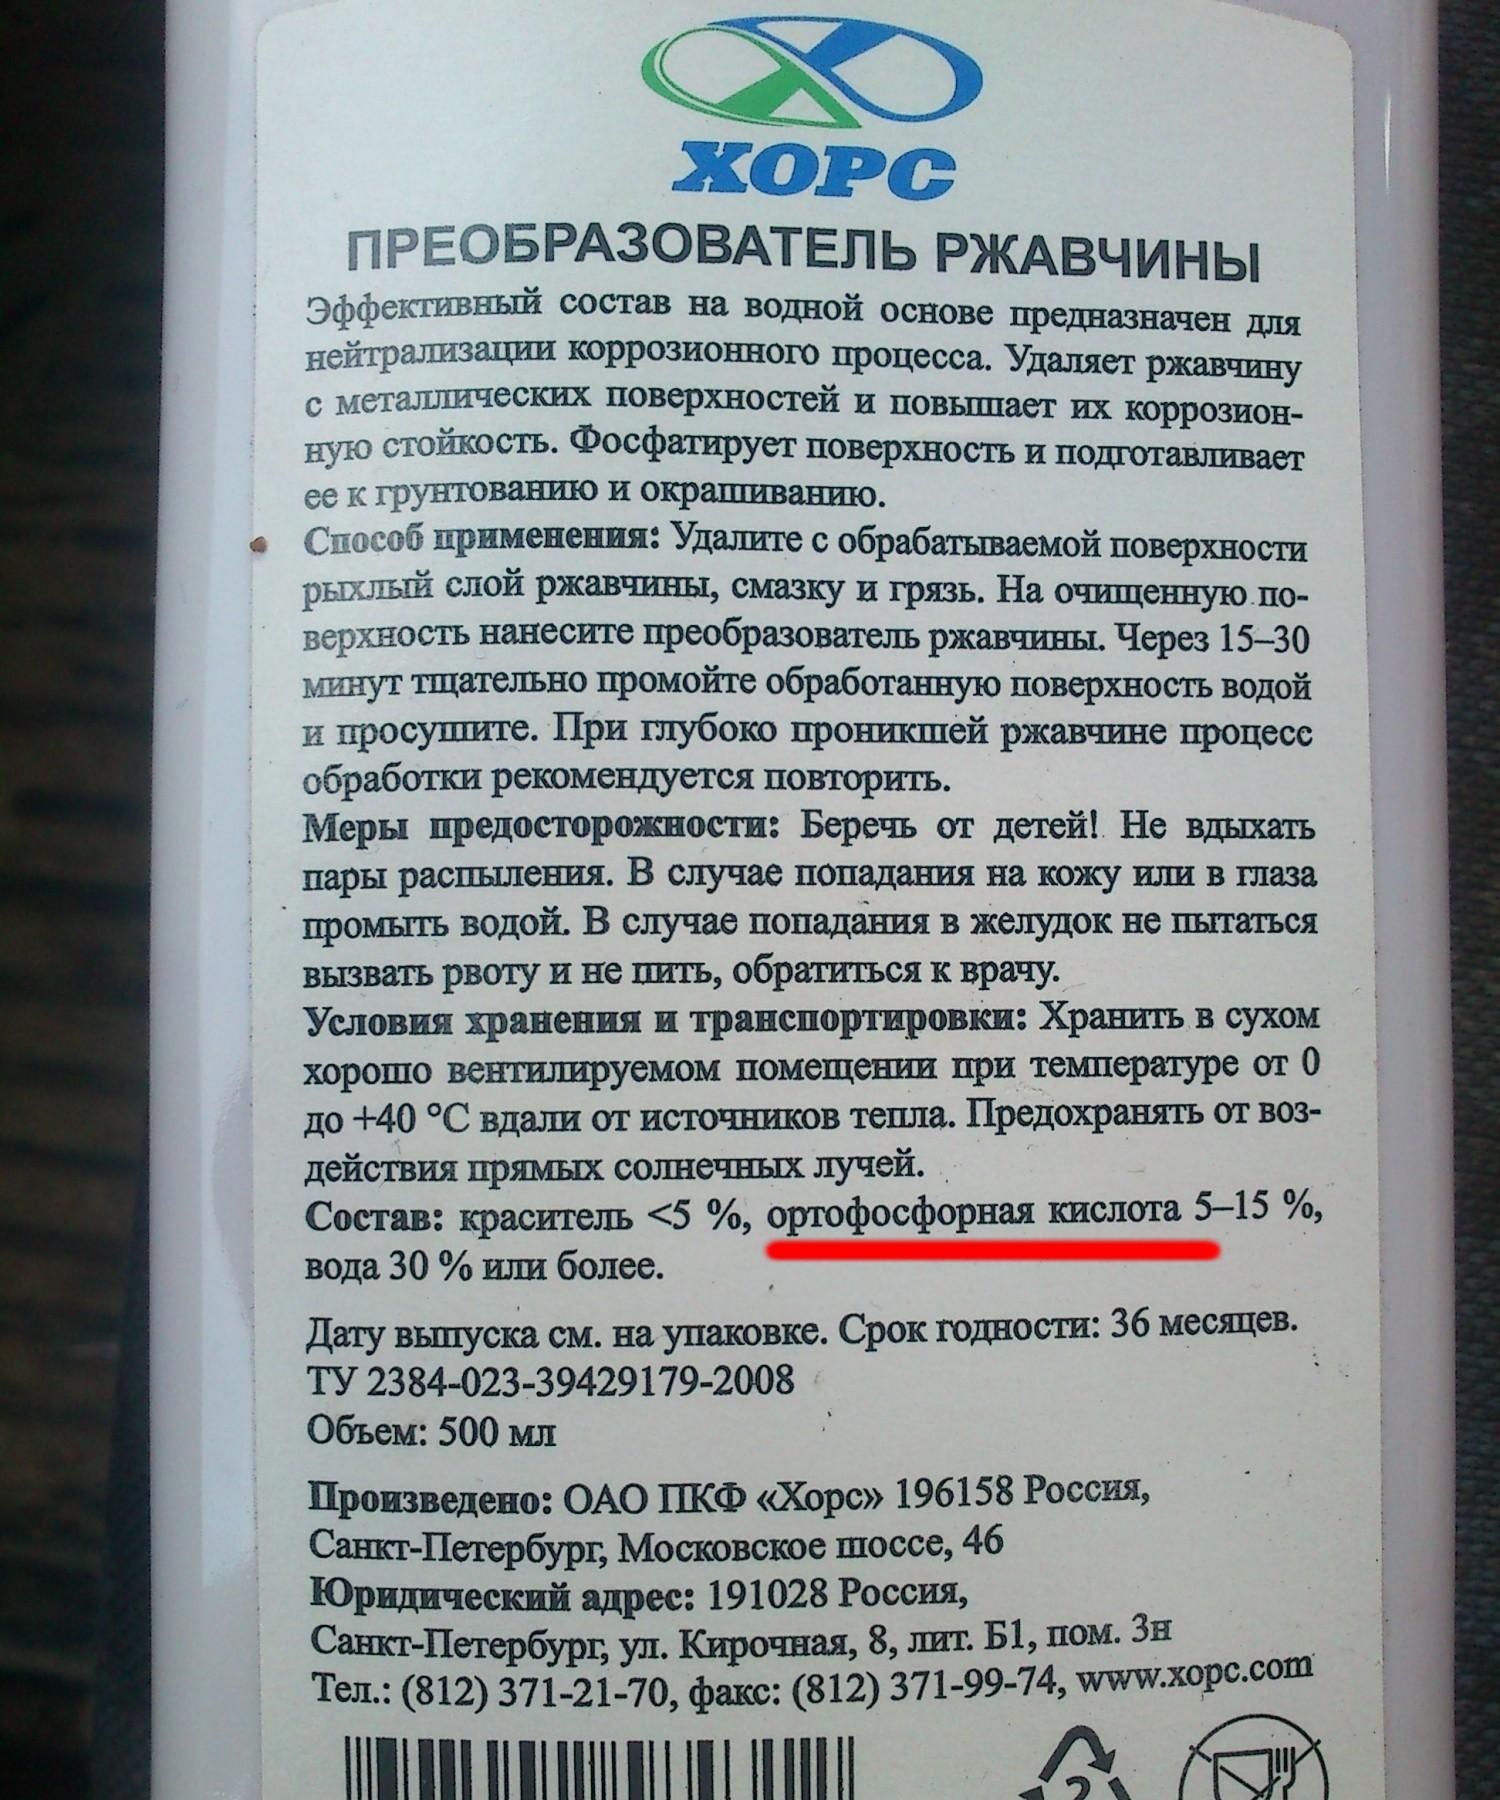 ХОРС
ПРЕОБРАЗОВАТЕЛЬ РЖАВЧИНЫ
Эффективный состав на водной основе предназначен для
нейтрализации коррозионного процесса. Удаляет ржавчину
с металлических поверхностей и повышает их коррозион-
ную стойкость. Фосфатирует поверхность и подготавливает
ее к грунтованию и окрашиванию.
Способ применения: Удалите с обрабатываемой поверхности
рыхлый слой ржавчины, смазку и грязь. На очищенную по-
верхность нанесите преобразователь ржавчины. Через 15–30
минут тщательно промойте обработанную поверхность водой
и просушите. При глубоко проникшей ржавчине процесс
обработки рекомендуется повторить.
Меры предосторожности: Беречь от детей! Не вдыхать
пары распыления. В случае попадания на кожу или в глаза
промыть водой. В случае попадания в желудок не пытаться
вызвать рвоту и не пить, обратиться к врачу.
Условия хранения и транспортировки: Хранить в сухом
хорошо вентилируемом помещении при температуре от 0
до +40 °С вдали от источников тепла. Предохранять от воз-
действия прямых солнечных лучей.
Состав: краситель <5 %, ортофосфорная кислота 5–15 %,
вода 30 % или более.
Дату выпуска см. на упаковке. Срок годности: 36 месяцев.
ТУ 2384-023-39429179-2008
Объем: 500 мл
Произведено: ОАО ПКФ «Хорс» 196158 Россия,
Санкт-Петербург, Московское шоссе, 46
Юридический адрес: 191028 Россия,
Санкт-Петербург, ул. Кирочная, 8, лит. Б1, пом. 3н
Тел.: (812) 371-21-70, факс: (812) 371-99-74, www.хорс.com
2